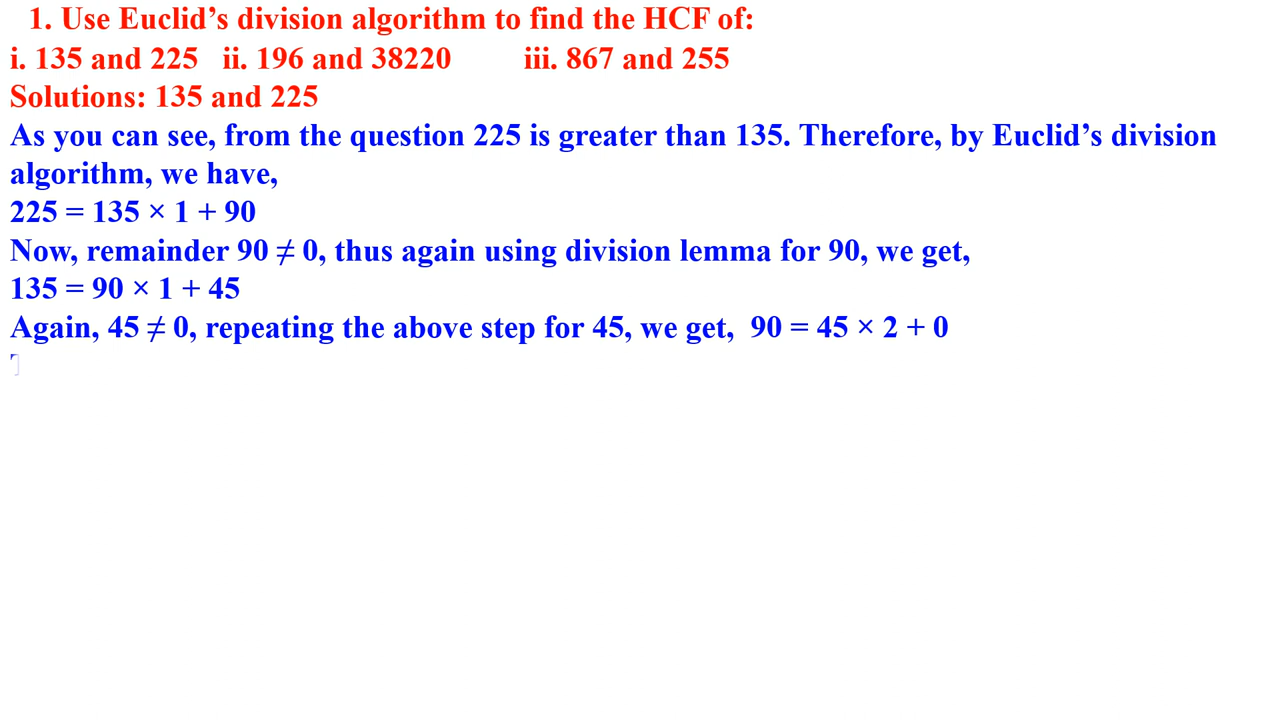 1. Use Euclid’s division algorithm to find the HCF of:
i. 135 and 225 ii. 196 and 38220 iii. 867 and 255
Solutions: 135 and 225
As you can see, from the question 225 is greater than 135. Therefore, by Euclid’s division
algorithm, we have,
225 = 135 × 1 + 90
Now, remainder 90 ≠ 0, thus again using division lemma for 90, we get,
135 = 90 × 1 + 45
Again, 45 ≠ 0, repeating the above step for 45, we get, 90 = 45 × 2 + 0